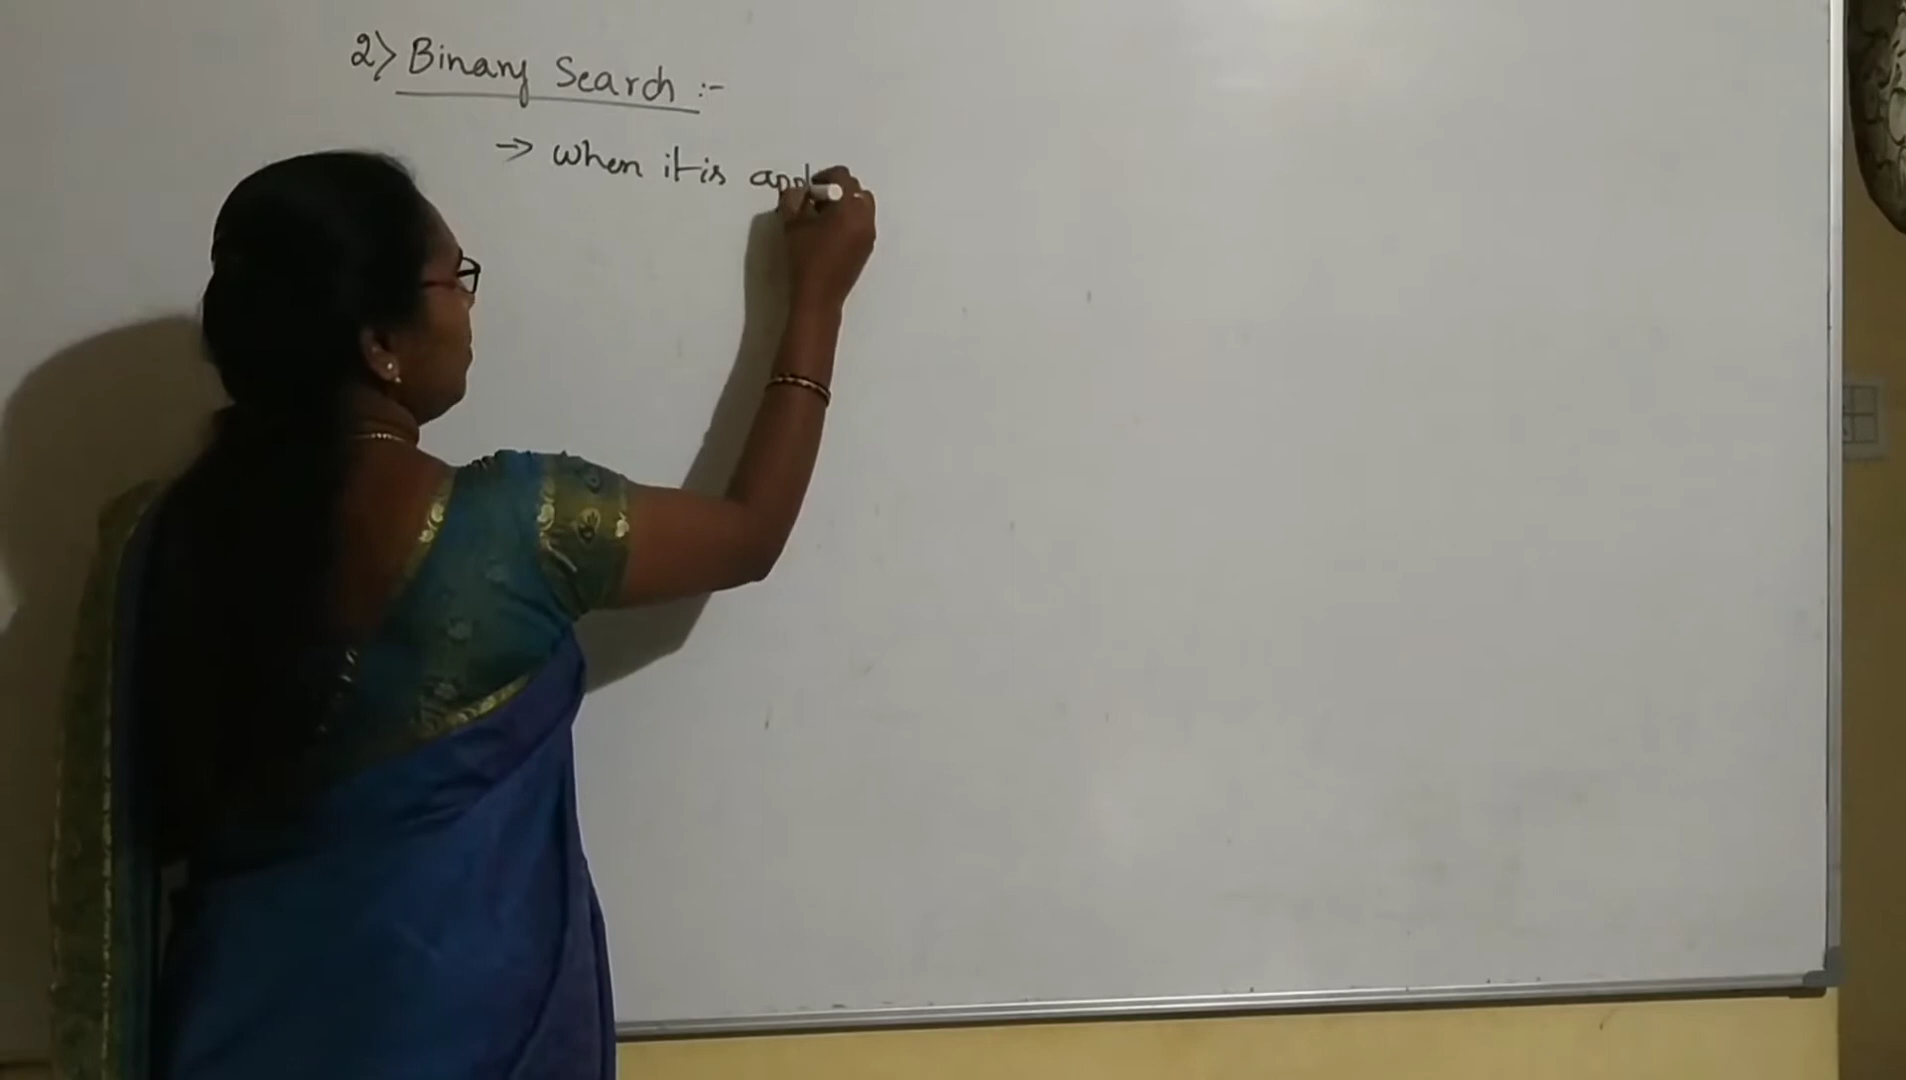 2) Binary Search :-
→ when it is